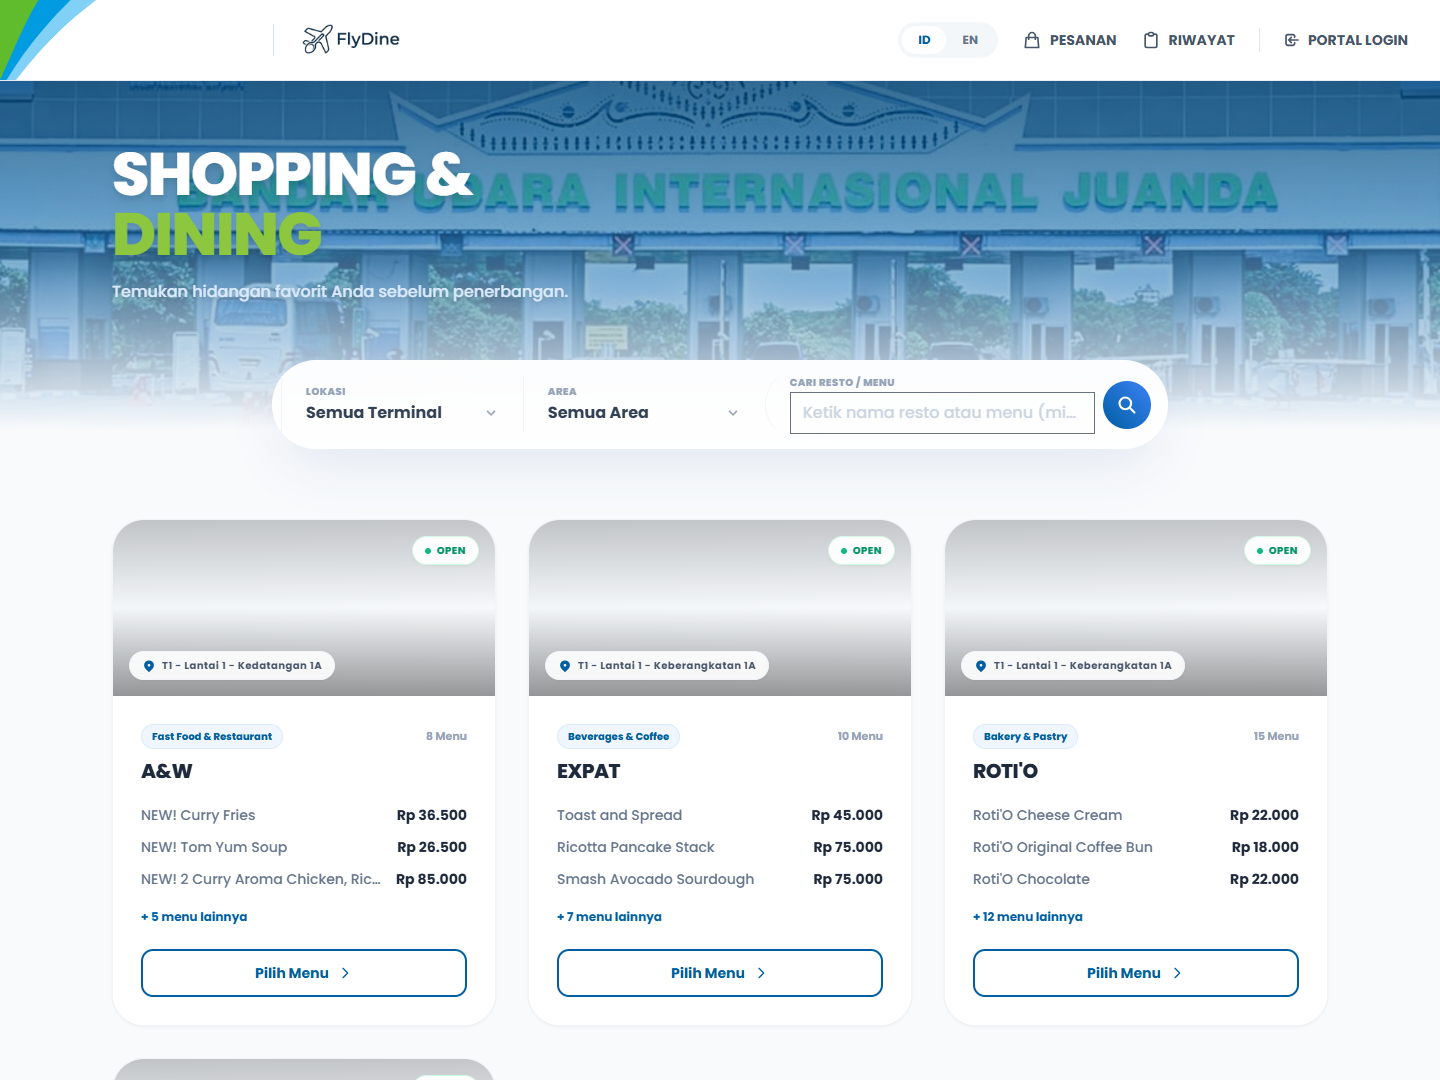 FlyDine
ID
EN
PESANAN
RIWAYAT
PORTAL LOGIN
BANDAR UDARA INTERNASIONAL JUANDA
SHOPPING &
DINING
Temukan hidangan favorit Anda sebelum penerbangan.
LOKASI
Semua Terminal
AREA
Semua Area
CARI RESTO / MENU
Ketik nama resto atau menu (mi...
OPEN
T1 - Lantai 1 - Kedatangan 1A
Fast Food & Restaurant
8 Menu
A&W
NEW! Curry Fries
Rp 36.500
NEW! Tom Yum Soup
Rp 26.500
NEW! 2 Curry Aroma Chicken, Ric...
Rp 85.000
+ 5 menu lainnya
Pilih Menu
OPEN
T1 - Lantai 1 - Keberangkatan 1A
Beverages & Coffee
10 Menu
EXPAT
Toast and Spread
Rp 45.000
Ricotta Pancake Stack
Rp 75.000
Smash Avocado Sourdough
Rp 75.000
+ 7 menu lainnya
Pilih Menu
OPEN
T1 - Lantai 1 - Keberangkatan 1A
Bakery & Pastry
15 Menu
ROTI'O
Roti'O Cheese Cream
Rp 22.000
Roti'O Original Coffee Bun
Rp 18.000
Roti'O Chocolate
Rp 22.000
+ 12 menu lainnya
Pilih Menu